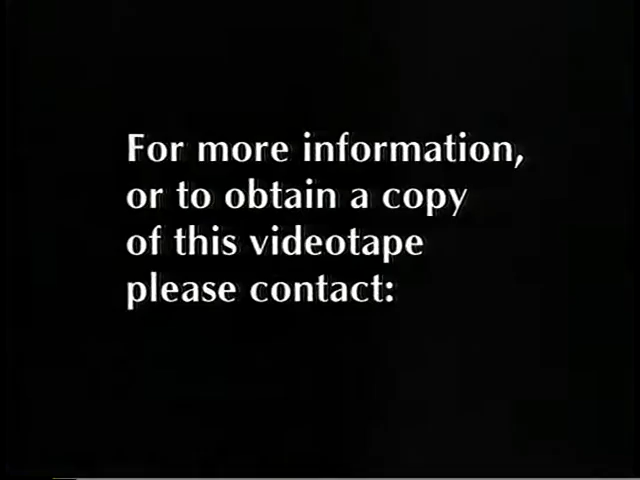 For more information,
or to obtain a copy
of this videotape
please contact: